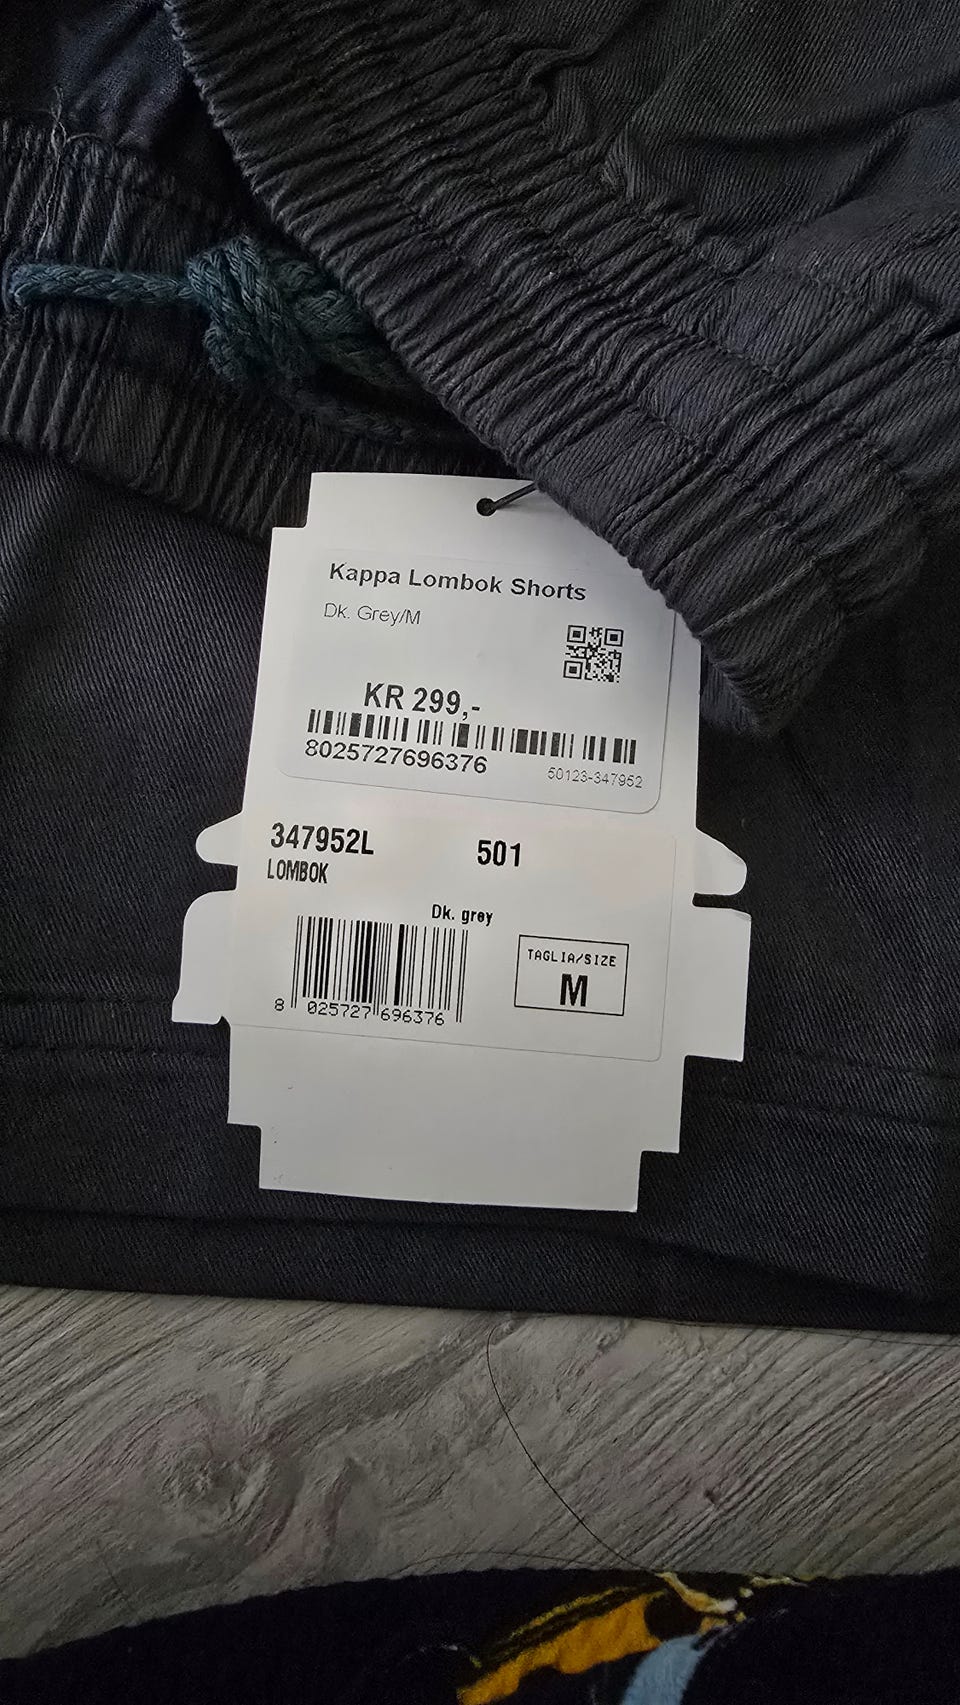 Kappa Lombok Shorts
Dk. Grey/M
KR 299,-
8025727696376
50123-347952
347952L 501
LOMBOK
Dk. grey
TAGLIA/SIZE
M
8 025727 696376